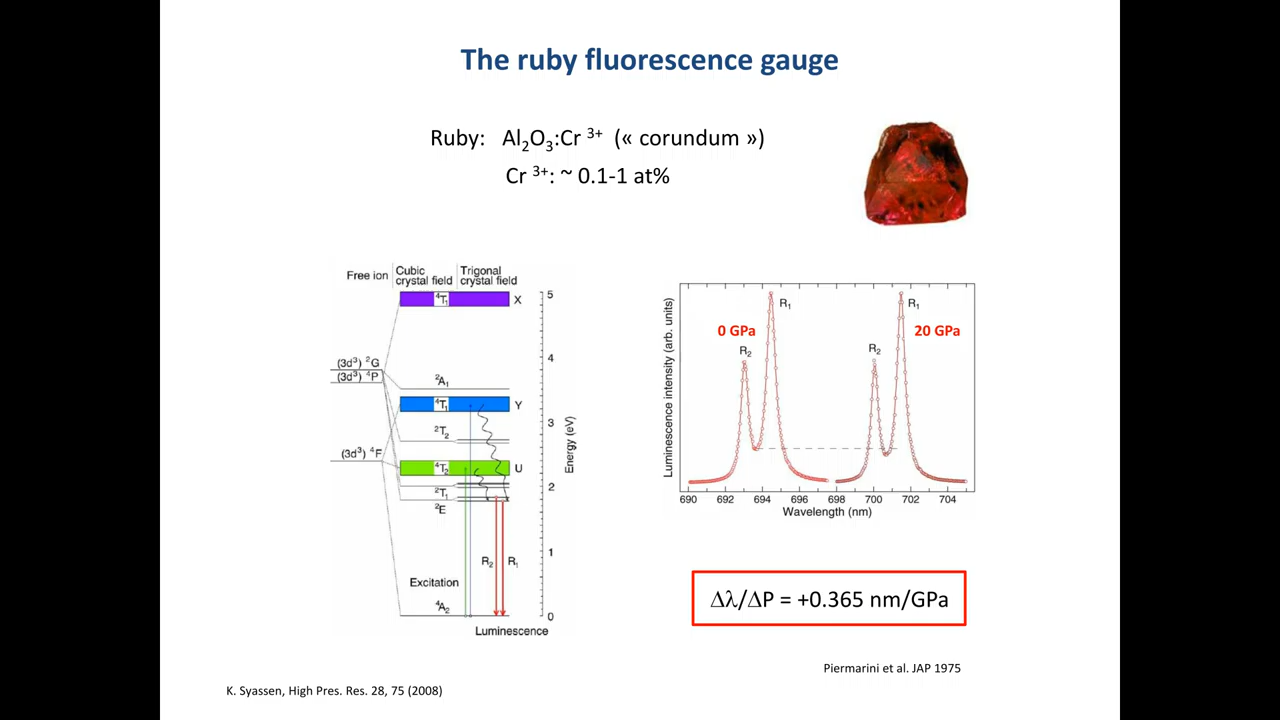 The ruby fluorescence gauge
Ruby: Al2O3:Cr 3+ (« corundum »)
Cr 3+: ~ 0.1-1 at%
Free ion
Cubic
crystal field
Trigonal
crystal field
4T1
X
5
4
(3d3) 2G
(3d3) 4P
2A1
4T1
Y
3
2T2
(3d3) 4F
4T2
U
2
2T1
2E
1
R2
R1
Excitation
4A2
0
Luminescence
Energy (eV)
Luminescence intensity (arb. units)
R1
R1
0 GPa
20 GPa
R2
R2
690 692 694 696 698 700 702 704
Wavelength (nm)
Δλ/ΔP = +0.365 nm/GPa
Piermarini et al. JAP 1975
K. Syassen, High Pres. Res. 28, 75 (2008)